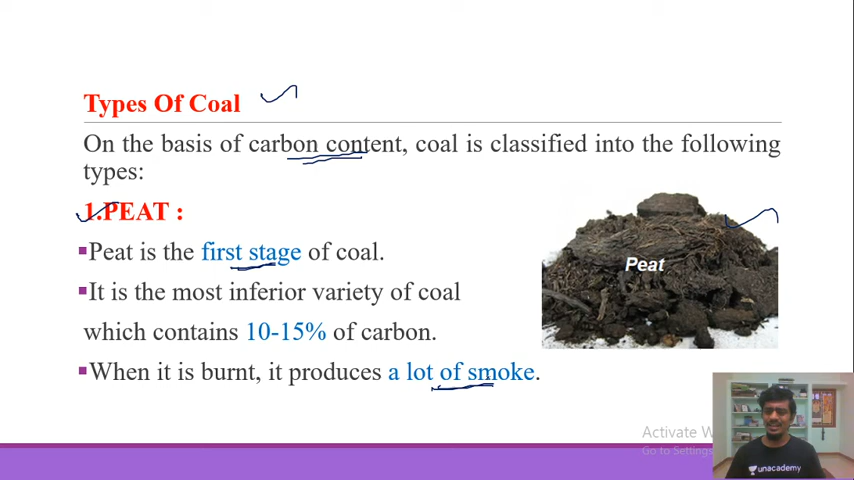 Types Of Coal
On the basis of carbon content, coal is classified into the following
types:
1.PEAT :
▪Peat is the first stage of coal.
▪It is the most inferior variety of coal
which contains 10-15% of carbon.
▪When it is burnt, it produces a lot of smoke.
Peat
Activate W
Go to Settings
unacademy